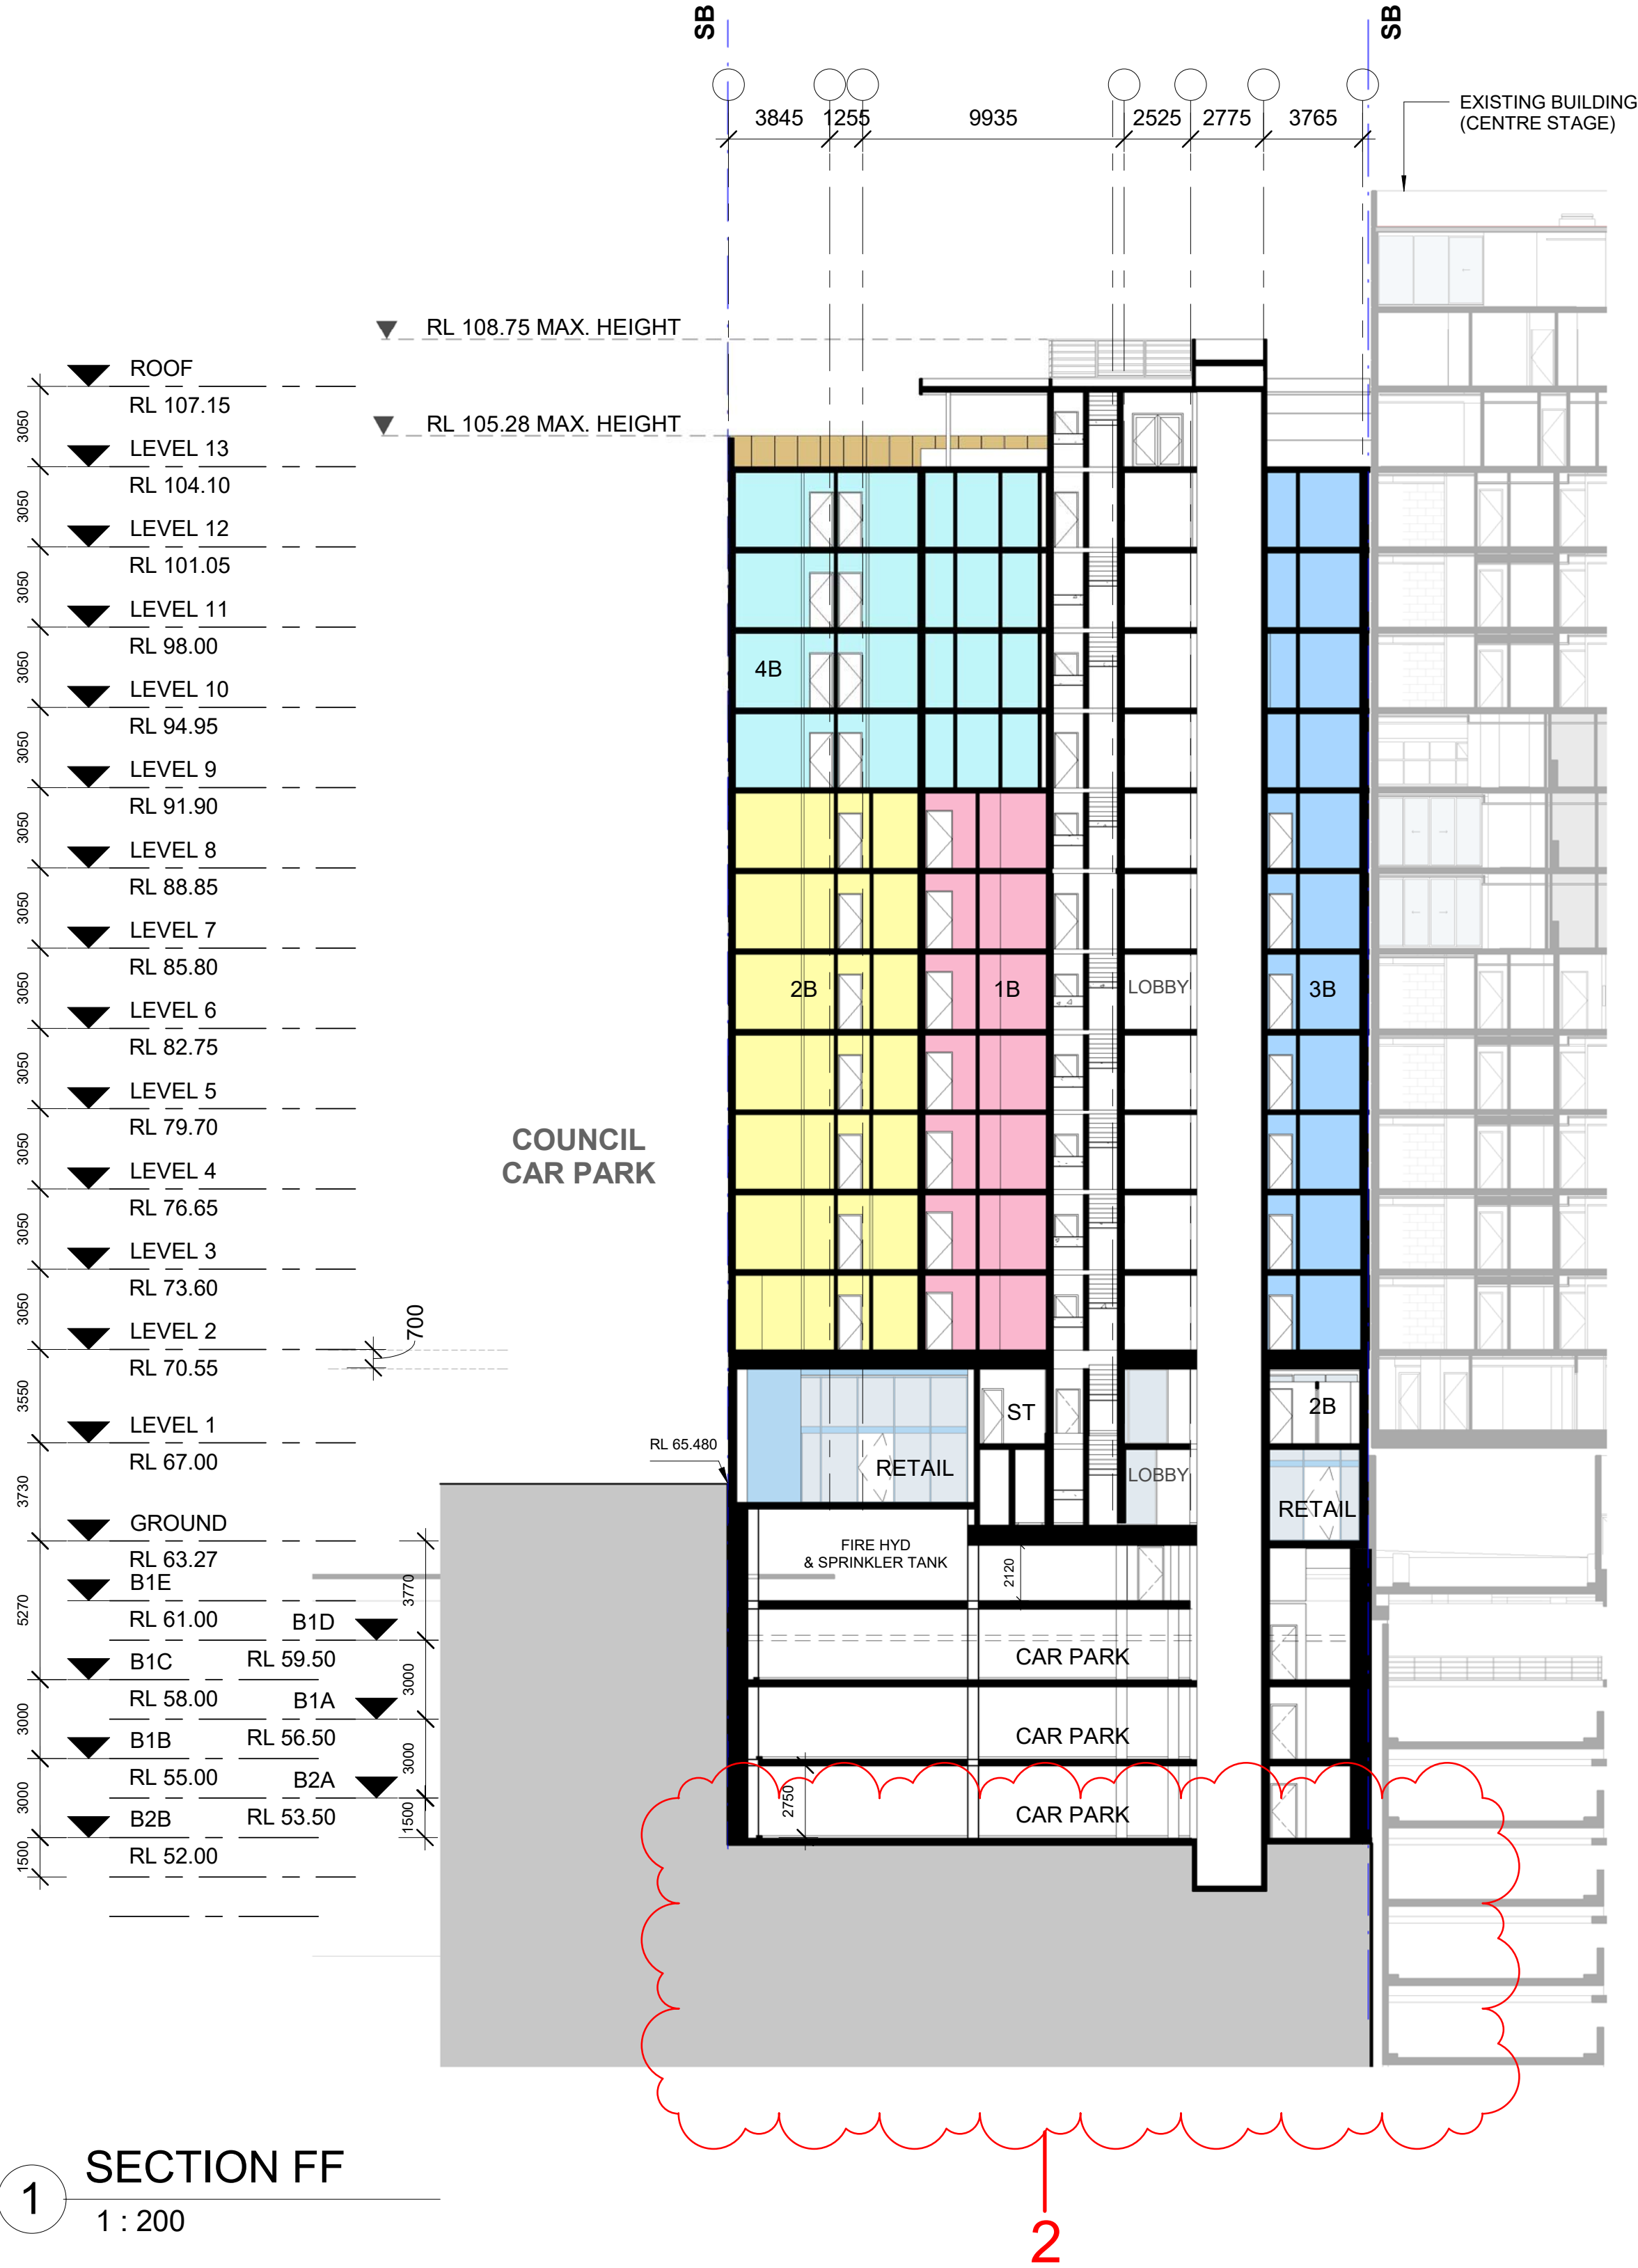 SB
SB
3845
1255
9935
2525
2775
3765
EXISTING BUILDING
(CENTRE STAGE)
RL 108.75 MAX. HEIGHT
ROOF
RL 107.15
3050
RL 105.28 MAX. HEIGHT
LEVEL 13
RL 104.10
3050
LEVEL 12
RL 101.05
3050
LEVEL 11
RL 98.00
3050
4B
LEVEL 10
RL 94.95
3050
LEVEL 9
RL 91.90
3050
LEVEL 8
RL 88.85
3050
LEVEL 7
RL 85.80
3050
2B
1B
LOBBY
3B
LEVEL 6
RL 82.75
3050
LEVEL 5
RL 79.70
3050
COUNCIL
CAR PARK
LEVEL 4
RL 76.65
3050
LEVEL 3
RL 73.60
3050
LEVEL 2
RL 70.55
700
3550
ST
2B
LEVEL 1
RL 67.00
RL 65.480
RETAIL
LOBBY
3730
RETAIL
GROUND
RL 63.27
FIRE HYD
& SPRINKLER TANK
2120
B1E
RL 61.00
5270
3770
B1D
RL 59.50
CAR PARK
B1C
RL 58.00
3000
B1A
RL 56.50
3000
CAR PARK
B1B
RL 55.00
3000
B2A
RL 53.50
3000
2750
CAR PARK
B2B
RL 52.00
1500
1500
1
SECTION FF
1 : 200
2